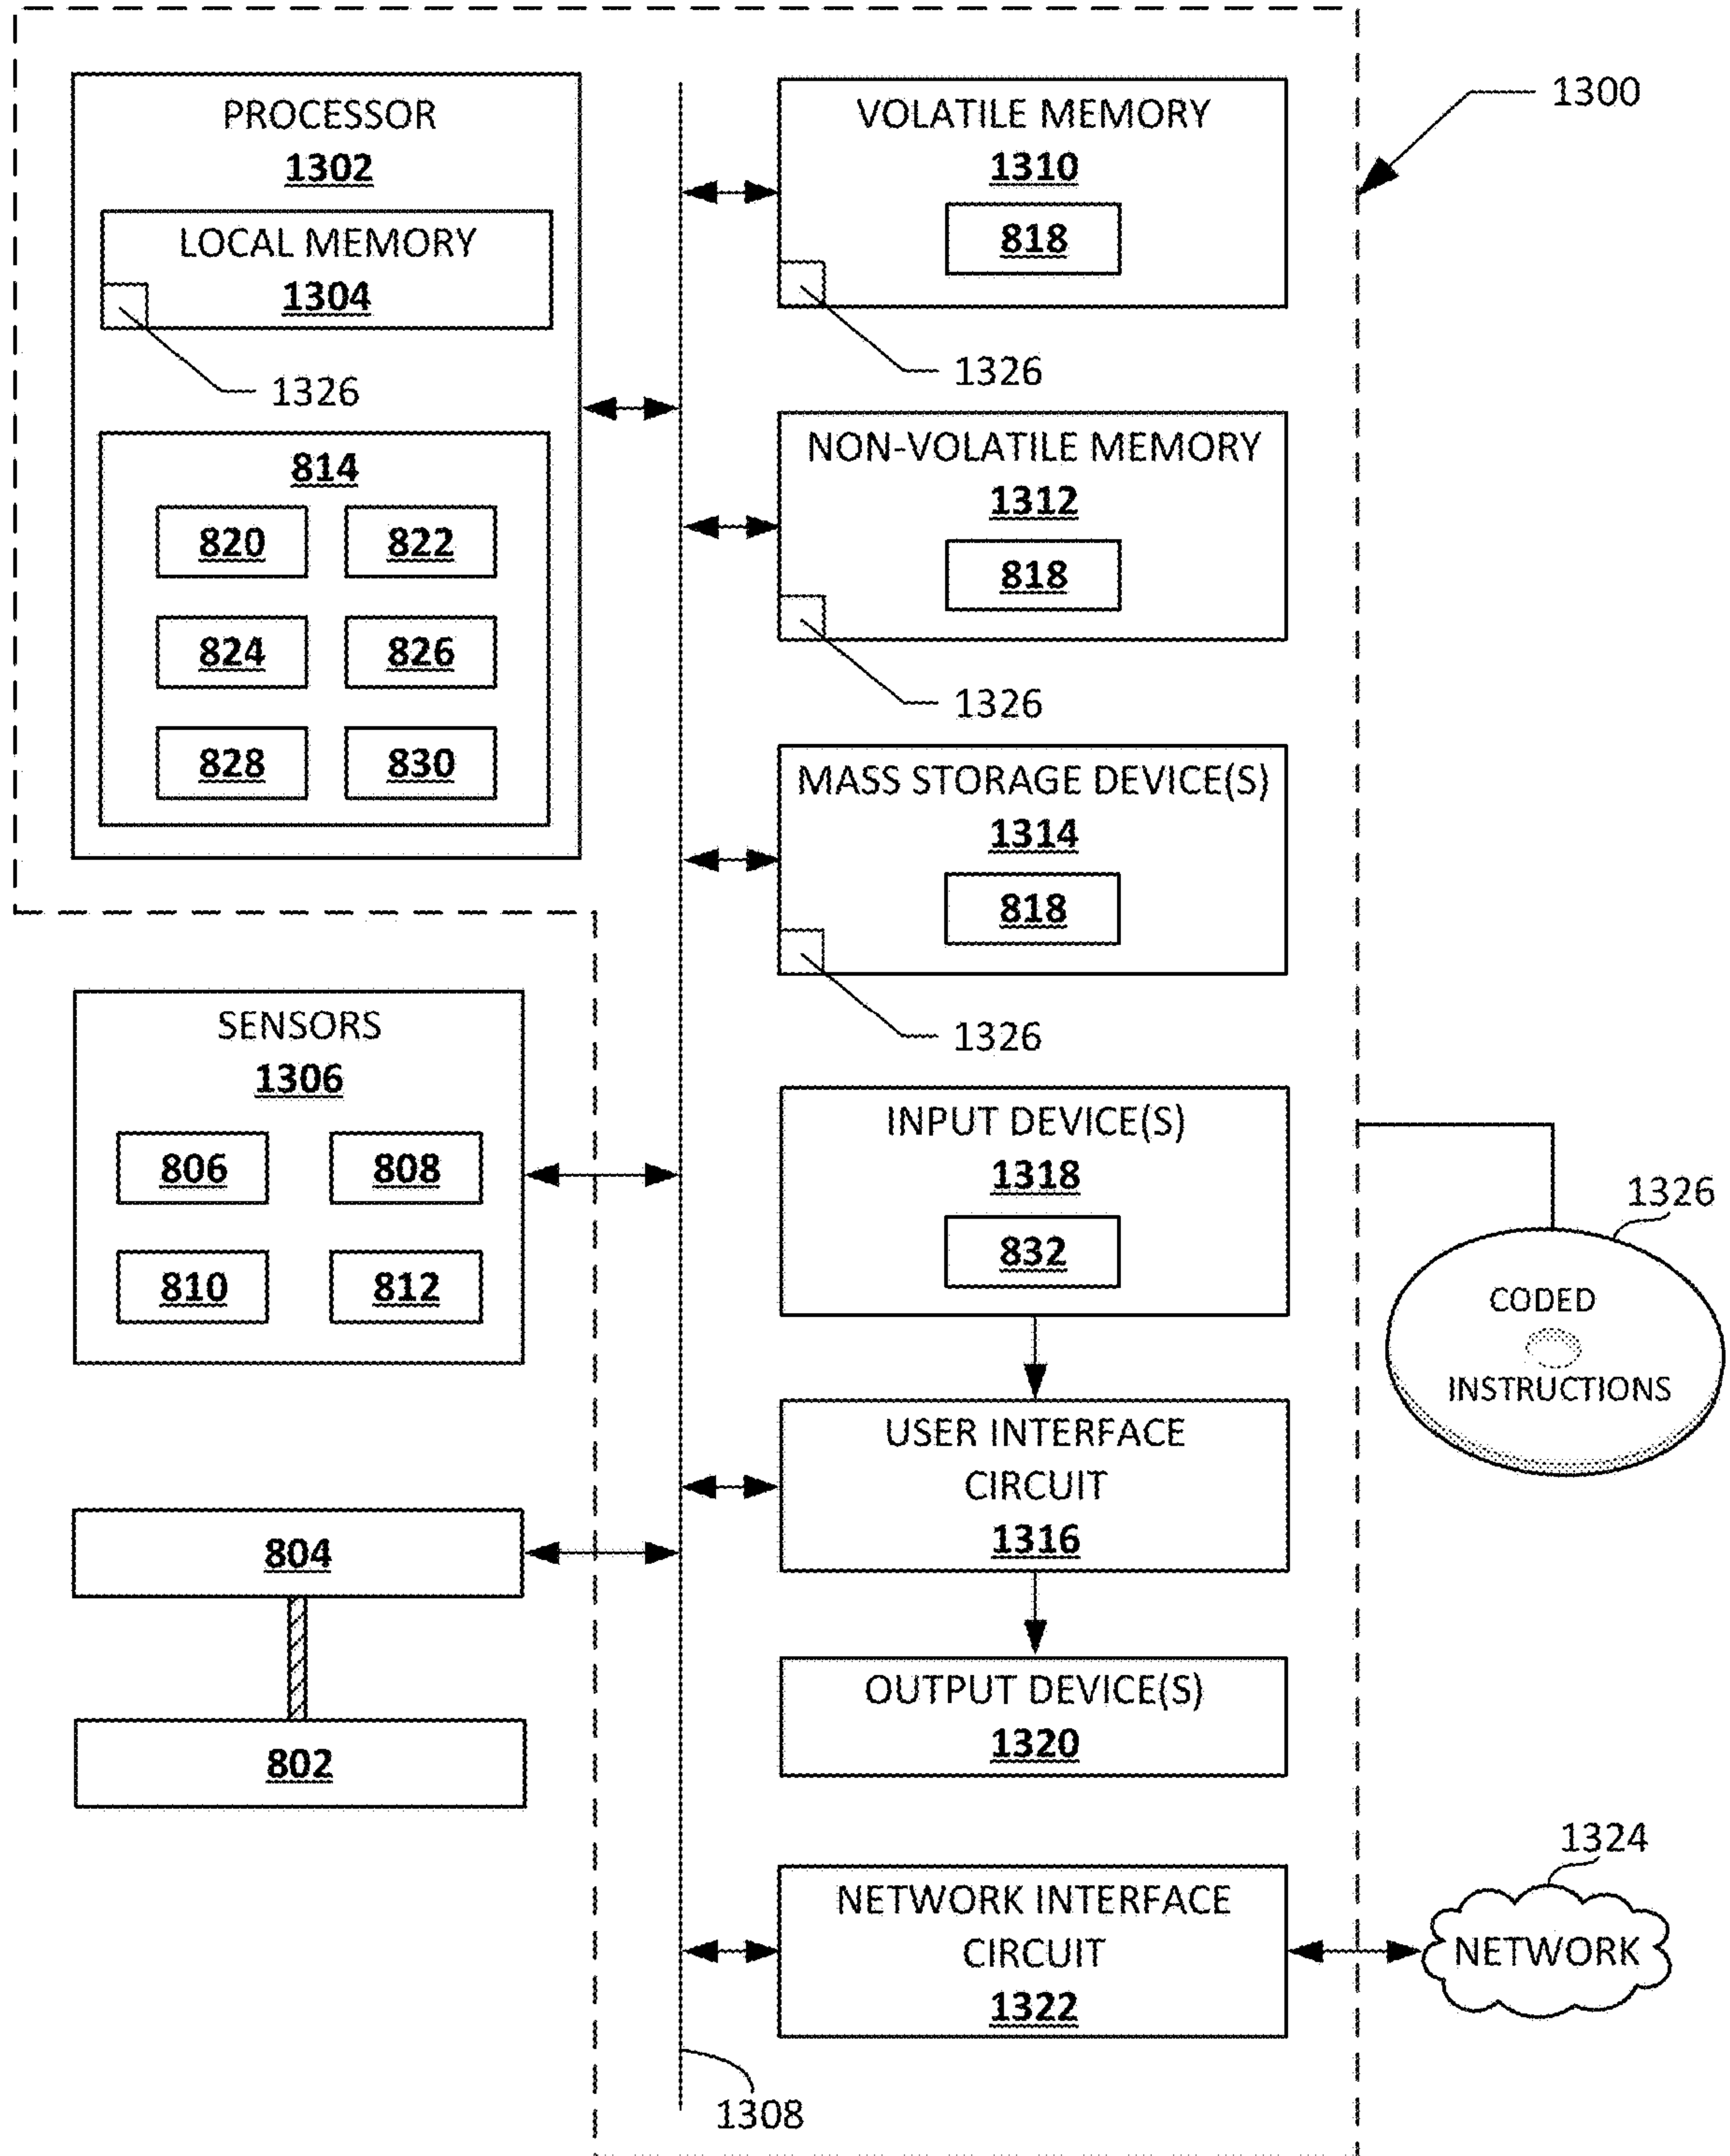 PROCESSOR
1302
LOCAL MEMORY
1304
1326
814
820 822
824 826
828 830
SENSORS
1306
806 808
810 812
804
802
VOLATILE MEMORY
1310
818
1326
NON-VOLATILE MEMORY
1312
818
1326
MASS STORAGE DEVICE(S)
1314
818
1326
INPUT DEVICE(S)
1318
832
USER INTERFACE
CIRCUIT
1316
OUTPUT DEVICE(S)
1320
NETWORK INTERFACE
CIRCUIT
1322
1308
1300
1326
CODED
INSTRUCTIONS
1324
NETWORK